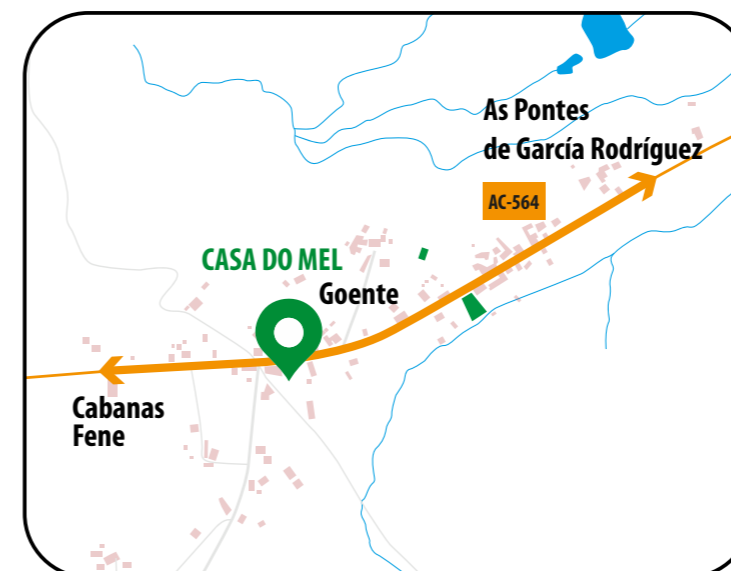 As Pontes
de García Rodríguez
AC-564
CASA DO MEL
Goente
Cabanas
Fene